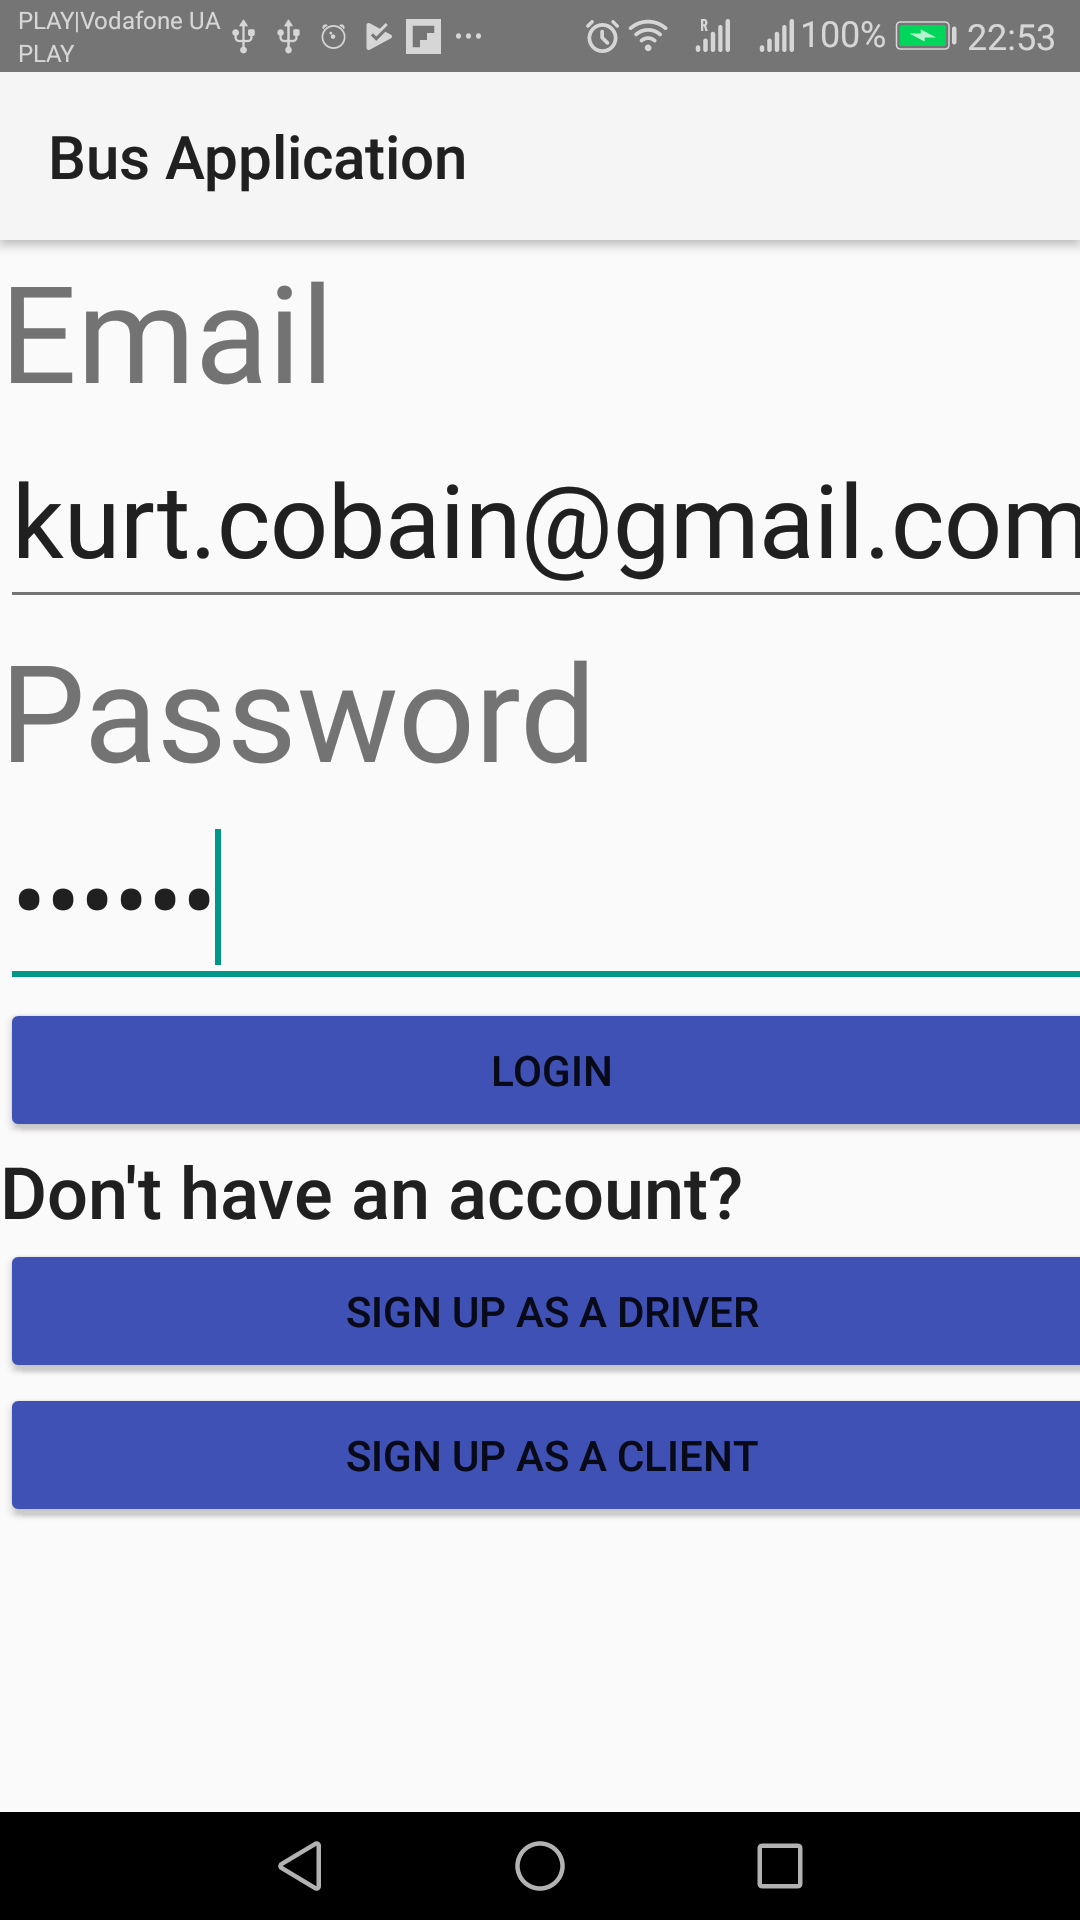 PLAY|Vodafone UA
PLAY
R
100%
22:53
Bus Application
Email
kurt.cobain@gmail.com
Password
••••••
LOGIN
Don't have an account?
SIGN UP AS A DRIVER
SIGN UP AS A CLIENT